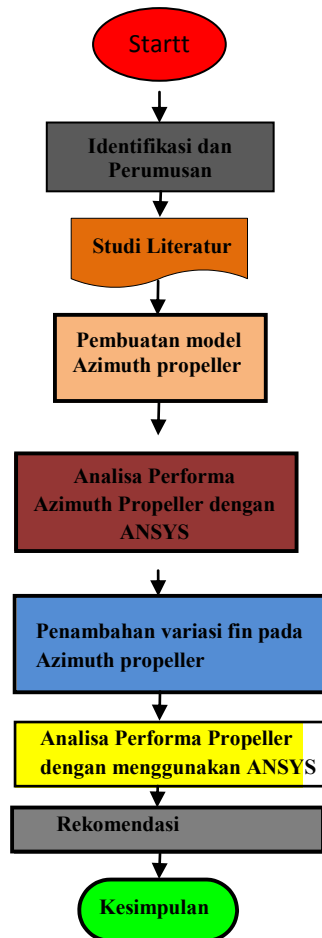 Startt
Identifikasi dan
Perumusan
Studi Literatur
Pembuatan model
Azimuth propeller
Analisa Performa
Azimuth Propeller dengan
ANSYS
Penambahan variasi fin pada
Azimuth propeller
Analisa Performa Propeller
dengan menggunakan ANSYS
Rekomendasi
Kesimpulan